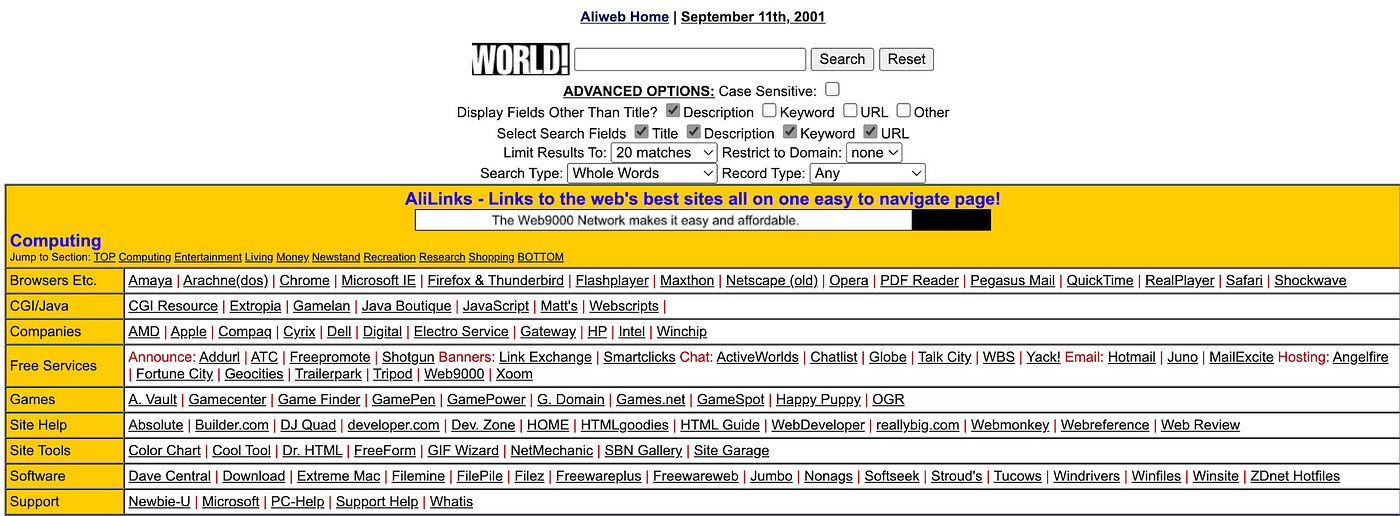 Aliweb Home | September 11th, 2001
WORLD! Search Reset
ADVANCED OPTIONS: Case Sensitive:
Display Fields Other Than Title? Description Keyword URL Other
Select Search Fields Title Description Keyword URL
Limit Results To: 20 matches Restrict to Domain: none
Search Type: Whole Words Record Type: Any
AliLinks - Links to the web's best sites all on one easy to navigate page!
The Web9000 Network makes it easy and affordable.
Computing
Jump to Section: TOP Computing Entertainment Living Money Newstand Recreation Research Shopping BOTTOM
Browsers Etc. Amaya | Arachne(dos) | Chrome | Microsoft IE | Firefox & Thunderbird | Flashplayer | Maxthon | Netscape (old) | Opera | PDF Reader | Pegasus Mail | QuickTime | RealPlayer | Safari | Shockwave
CGI/Java CGI Resource | Extropia | Gamelan | Java Boutique | JavaScript | Matt's | Webscripts |
Companies AMD | Apple | Compaq | Cyrix | Dell | Digital | Electro Service | Gateway | HP | Intel | Winchip
Free Services Announce: Addurl | ATC | Freepromote | Shotgun Banners: Link Exchange | Smartclicks Chat: ActiveWorlds | Chatlist | Globe | Talk City | WBS | Yack! Email: Hotmail | Juno | MailExcite Hosting: Angelfire
| Fortune City | Geocities | Trailerpark | Tripod | Web9000 | Xoom
Games A. Vault | Gamecenter | Game Finder | GamePen | GamePower | G. Domain | Games.net | GameSpot | Happy Puppy | OGR
Site Help Absolute | Builder.com | DJ Quad | developer.com | Dev. Zone | HOME | HTMLgoodies | HTML Guide | WebDeveloper | reallybig.com | Webmonkey | Webreference | Web Review
Site Tools Color Chart | Cool Tool | Dr. HTML | FreeForm | GIF Wizard | NetMechanic | SBN Gallery | Site Garage
Software Dave Central | Download | Extreme Mac | Filemine | FilePile | Filez | Freewareplus | Freewareweb | Jumbo | Nonags | Softseek | Stroud's | Tucows | Windrivers | Winfiles | Winsite | ZDnet Hotfiles
Support Newbie-U | Microsoft | PC-Help | Support Help | Whatis